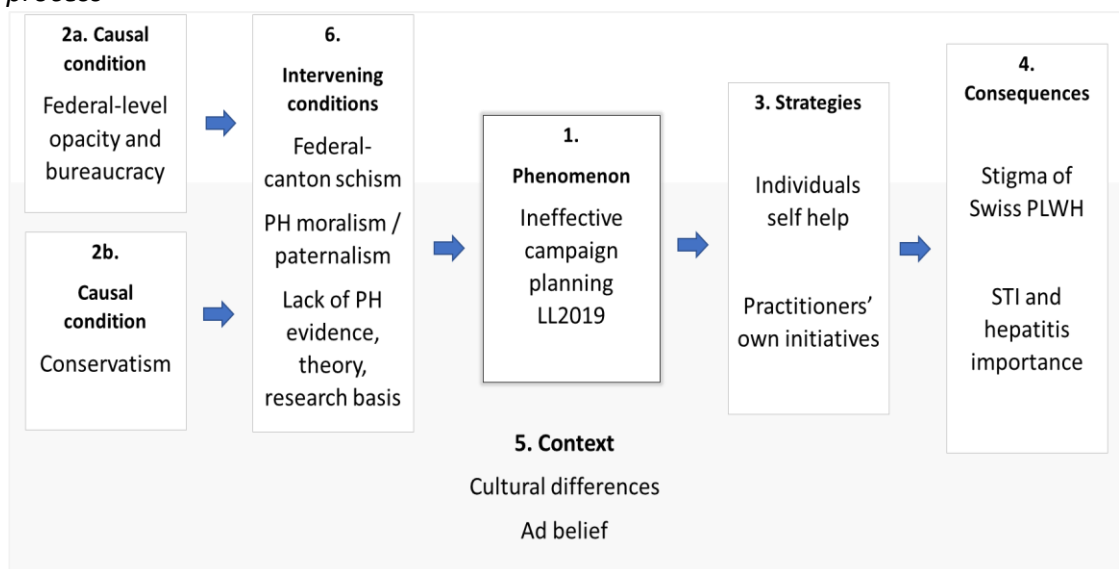 process
2a. Causal
condition
Federal-level
opacity and
bureaucracy
2b.
Causal
condition
Conservatism
6.
Intervening
conditions
Federal-
canton schism
PH moralism /
paternalism
Lack of PH
evidence,
theory,
research basis
1.
Phenomenon
Ineffective
campaign
planning
LL2019
3. Strategies
Individuals
self help
Practitioners’
own initiatives
4.
Consequences
Stigma of
Swiss PLWH
STI and
hepatitis
importance
5. Context
Cultural differences
Ad belief